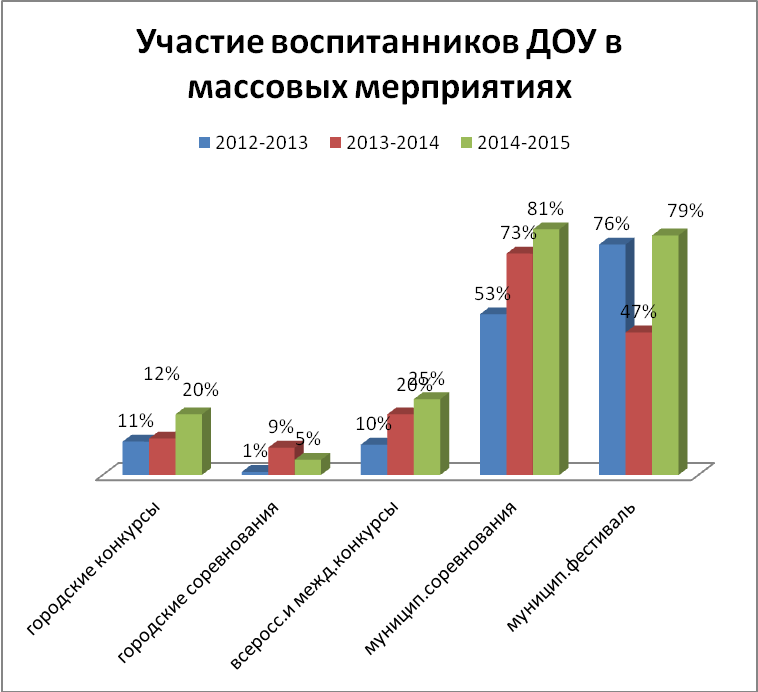 Участие воспитанников ДОУ в
массовых мерприятиях
2012-2013 2013-2014 2014-2015
11% 12% 20%
1% 9% 5%
10% 20% 25%
53% 73% 81%
76% 47% 79%
городские конкурсы
городские соревнования
всеросс.и межд.конкурсы
муницип.соревнования
муницип.фестиваль